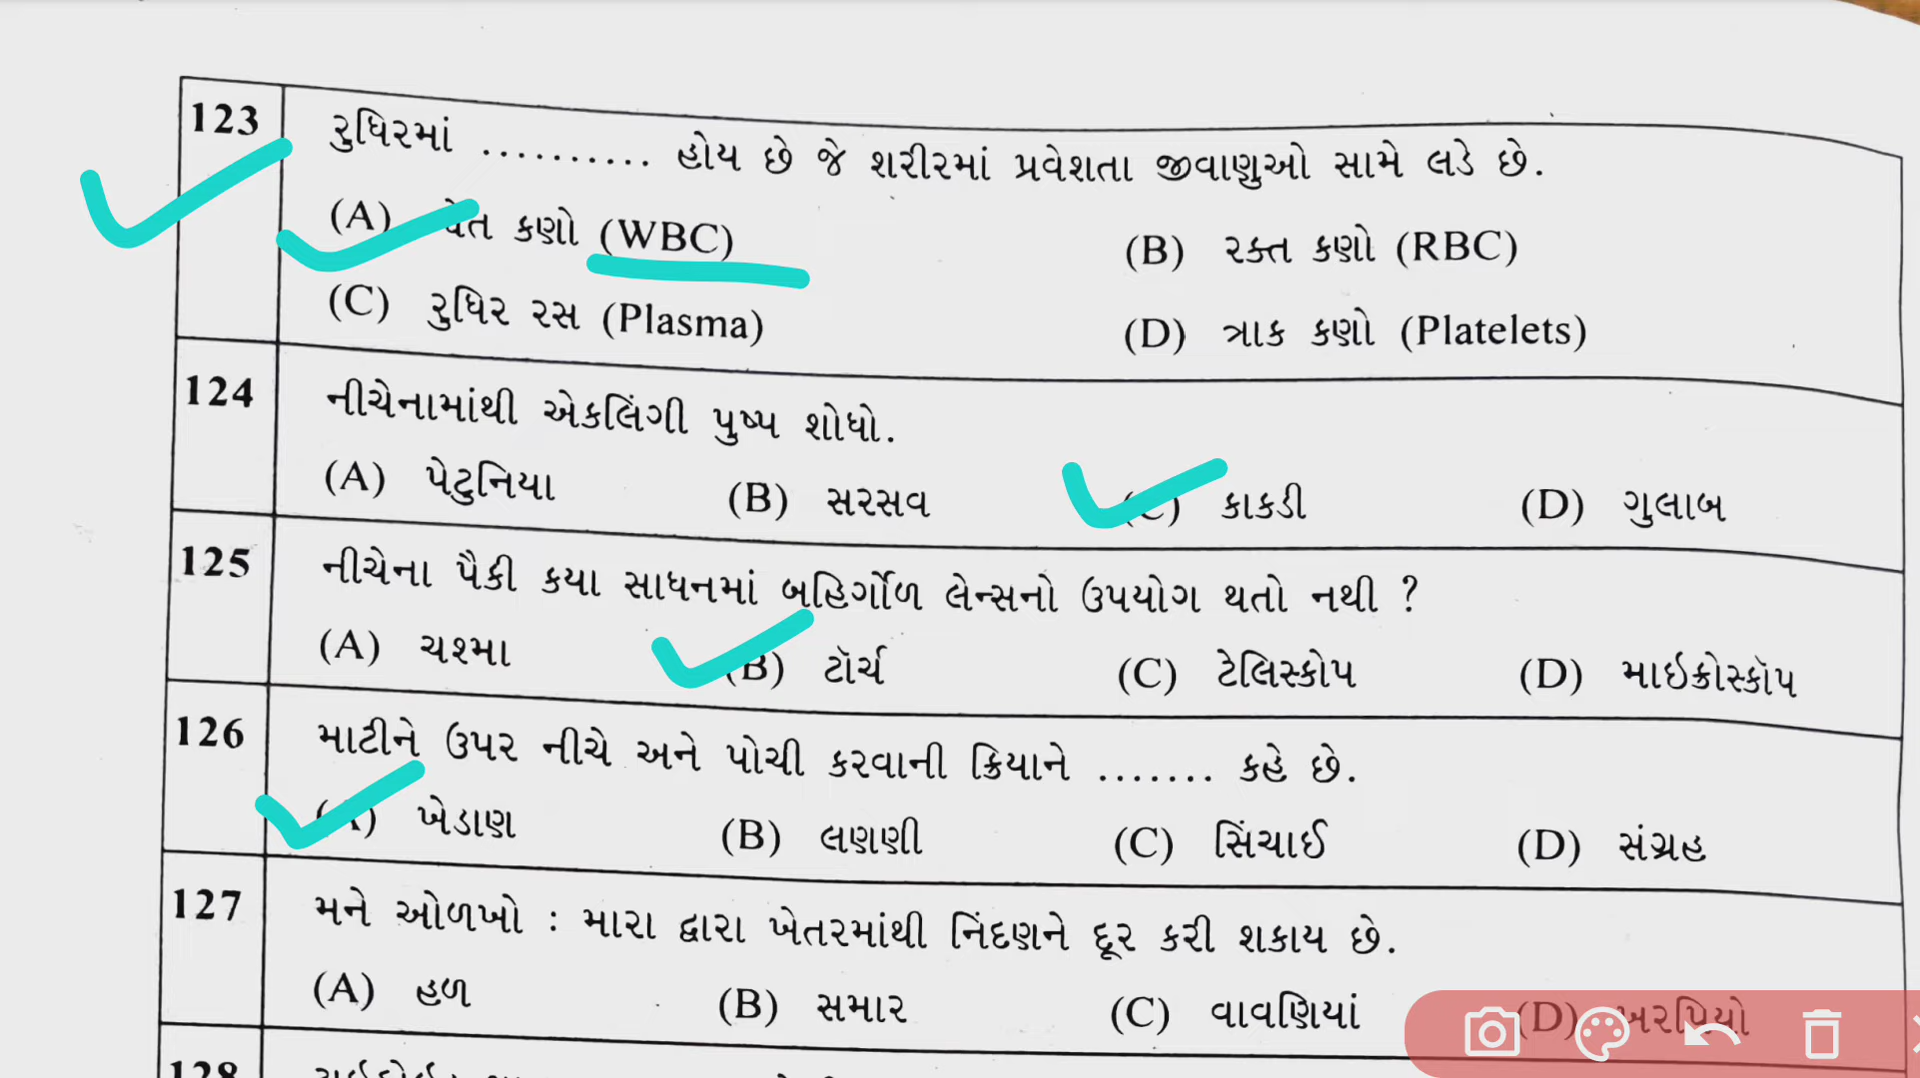 123 રુધિરમાં .......... હોય છે જે શરીરમાં પ્રવેશતા જીવાણુઓ સામે લડે છે.
(A) કણો (WBC) (B) રક્ત કણો (RBC)
(C) રુધિર રસ (Plasma) (D) ત્રાક કણો (Platelets)
124 નીચેનામાંથી એકલિંગી પુષ્પ શોધો.
(A) પેટુનિયા (B) સરસવ (C) કાકડી (D) ગુલાબ
125 નીચેના પૈકી કયા સાધનમાં બહિર્ગોળ લેન્સનો ઉપયોગ થતો નથી ?
(A) ચશ્મા (B) ટૉર્ચ (C) ટેલિસ્કોપ (D) માઇક્રોસ્કૉપ
126 માટીને ઉપર નીચે અને પોચી કરવાની ક્રિયાને ....... કહે છે.
(A) ખેડાણ (B) લણણી (C) સિંચાઈ (D) સંગ્રહ
127 મને ઓળખો : મારા દ્વારા ખેતરમાંથી નિંદણને દૂર કરી શકાય છે.
(A) હળ (B) સમાર (C) વાવણિયાં (D) ખરપિયો
128